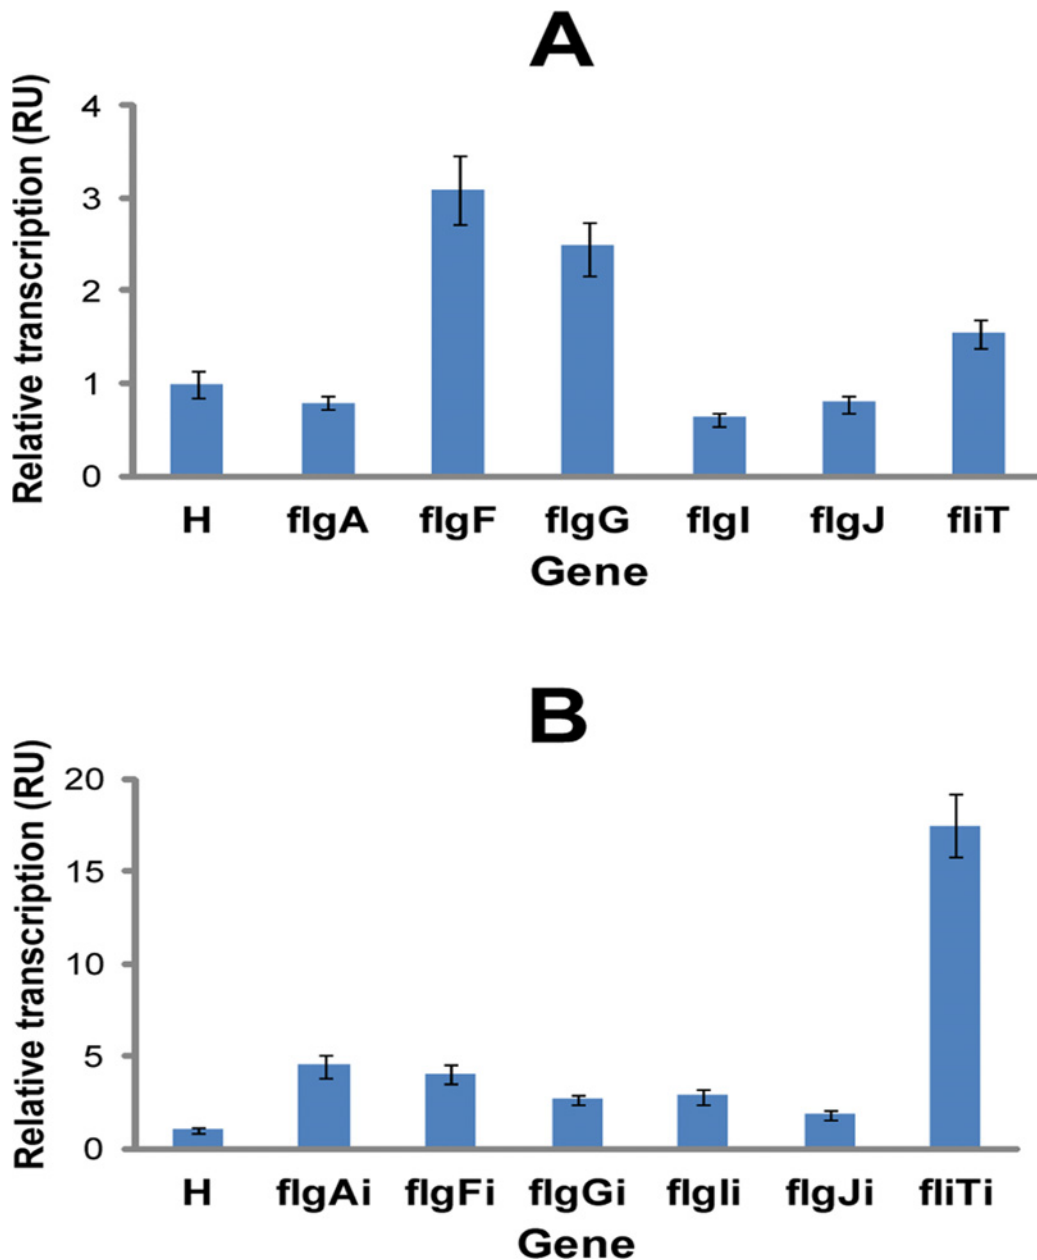 A
Relative transcription (RU)
4
3
2
1
0
H flgA flgF flgG flgI flgJ fliT
Gene
B
Relative transcription (RU)
20
15
10
5
0
H flgAi flgFi flgGi flgIi flgJi fliTi
Gene